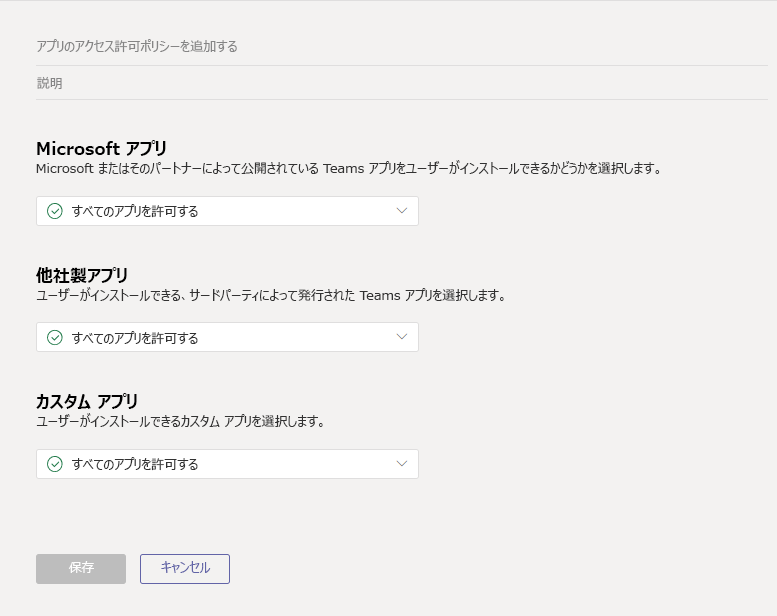 アプリのアクセス許可ポリシーを追加する
説明
Microsoft アプリ
Microsoft またはそのパートナーによって公開されている Teams アプリをユーザーがインストールできるかどうかを選択します。
すべてのアプリを許可する
他社製アプリ
ユーザーがインストールできる、サードパーティによって発行された Teams アプリを選択します。
すべてのアプリを許可する
カスタム アプリ
ユーザーがインストールできるカスタム アプリを選択します。
すべてのアプリを許可する
保存 キャンセル